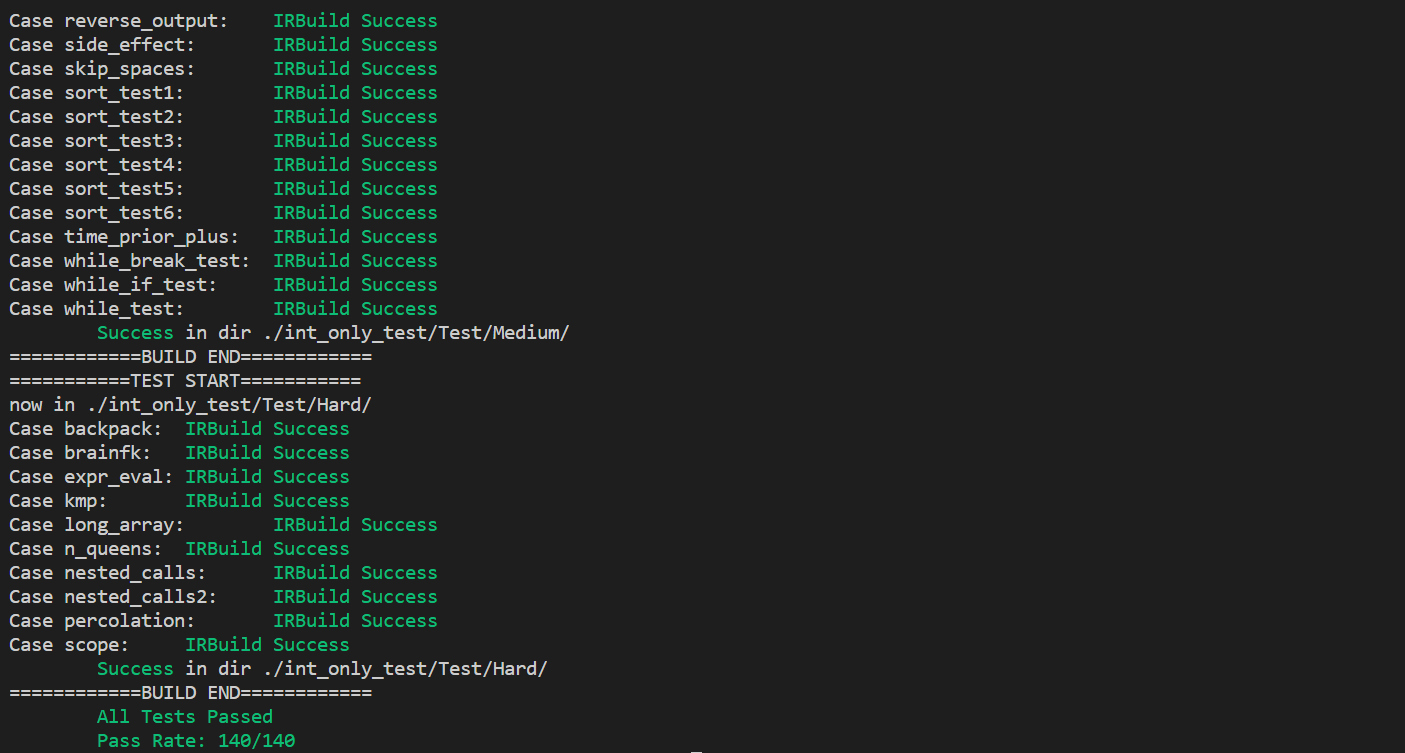 Case reverse_output:    IRBuild Success
Case side_effect:       IRBuild Success
Case skip_spaces:       IRBuild Success
Case sort_test1:        IRBuild Success
Case sort_test2:        IRBuild Success
Case sort_test3:        IRBuild Success
Case sort_test4:        IRBuild Success
Case sort_test5:        IRBuild Success
Case sort_test6:        IRBuild Success
Case time_prior_plus:   IRBuild Success
Case while_break_test:  IRBuild Success
Case while_if_test:     IRBuild Success
Case while_test:        IRBuild Success
        Success in dir ./int_only_test/Test/Medium/
============BUILD END============
===========TEST START===========
now in ./int_only_test/Test/Hard/
Case backpack:  IRBuild Success
Case brainfk:   IRBuild Success
Case expr_eval: IRBuild Success
Case kmp:       IRBuild Success
Case long_array:        IRBuild Success
Case n_queens:  IRBuild Success
Case nested_calls:      IRBuild Success
Case nested_calls2:     IRBuild Success
Case percolation:       IRBuild Success
Case scope:     IRBuild Success
        Success in dir ./int_only_test/Test/Hard/
============BUILD END============
        All Tests Passed
        Pass Rate: 140/140